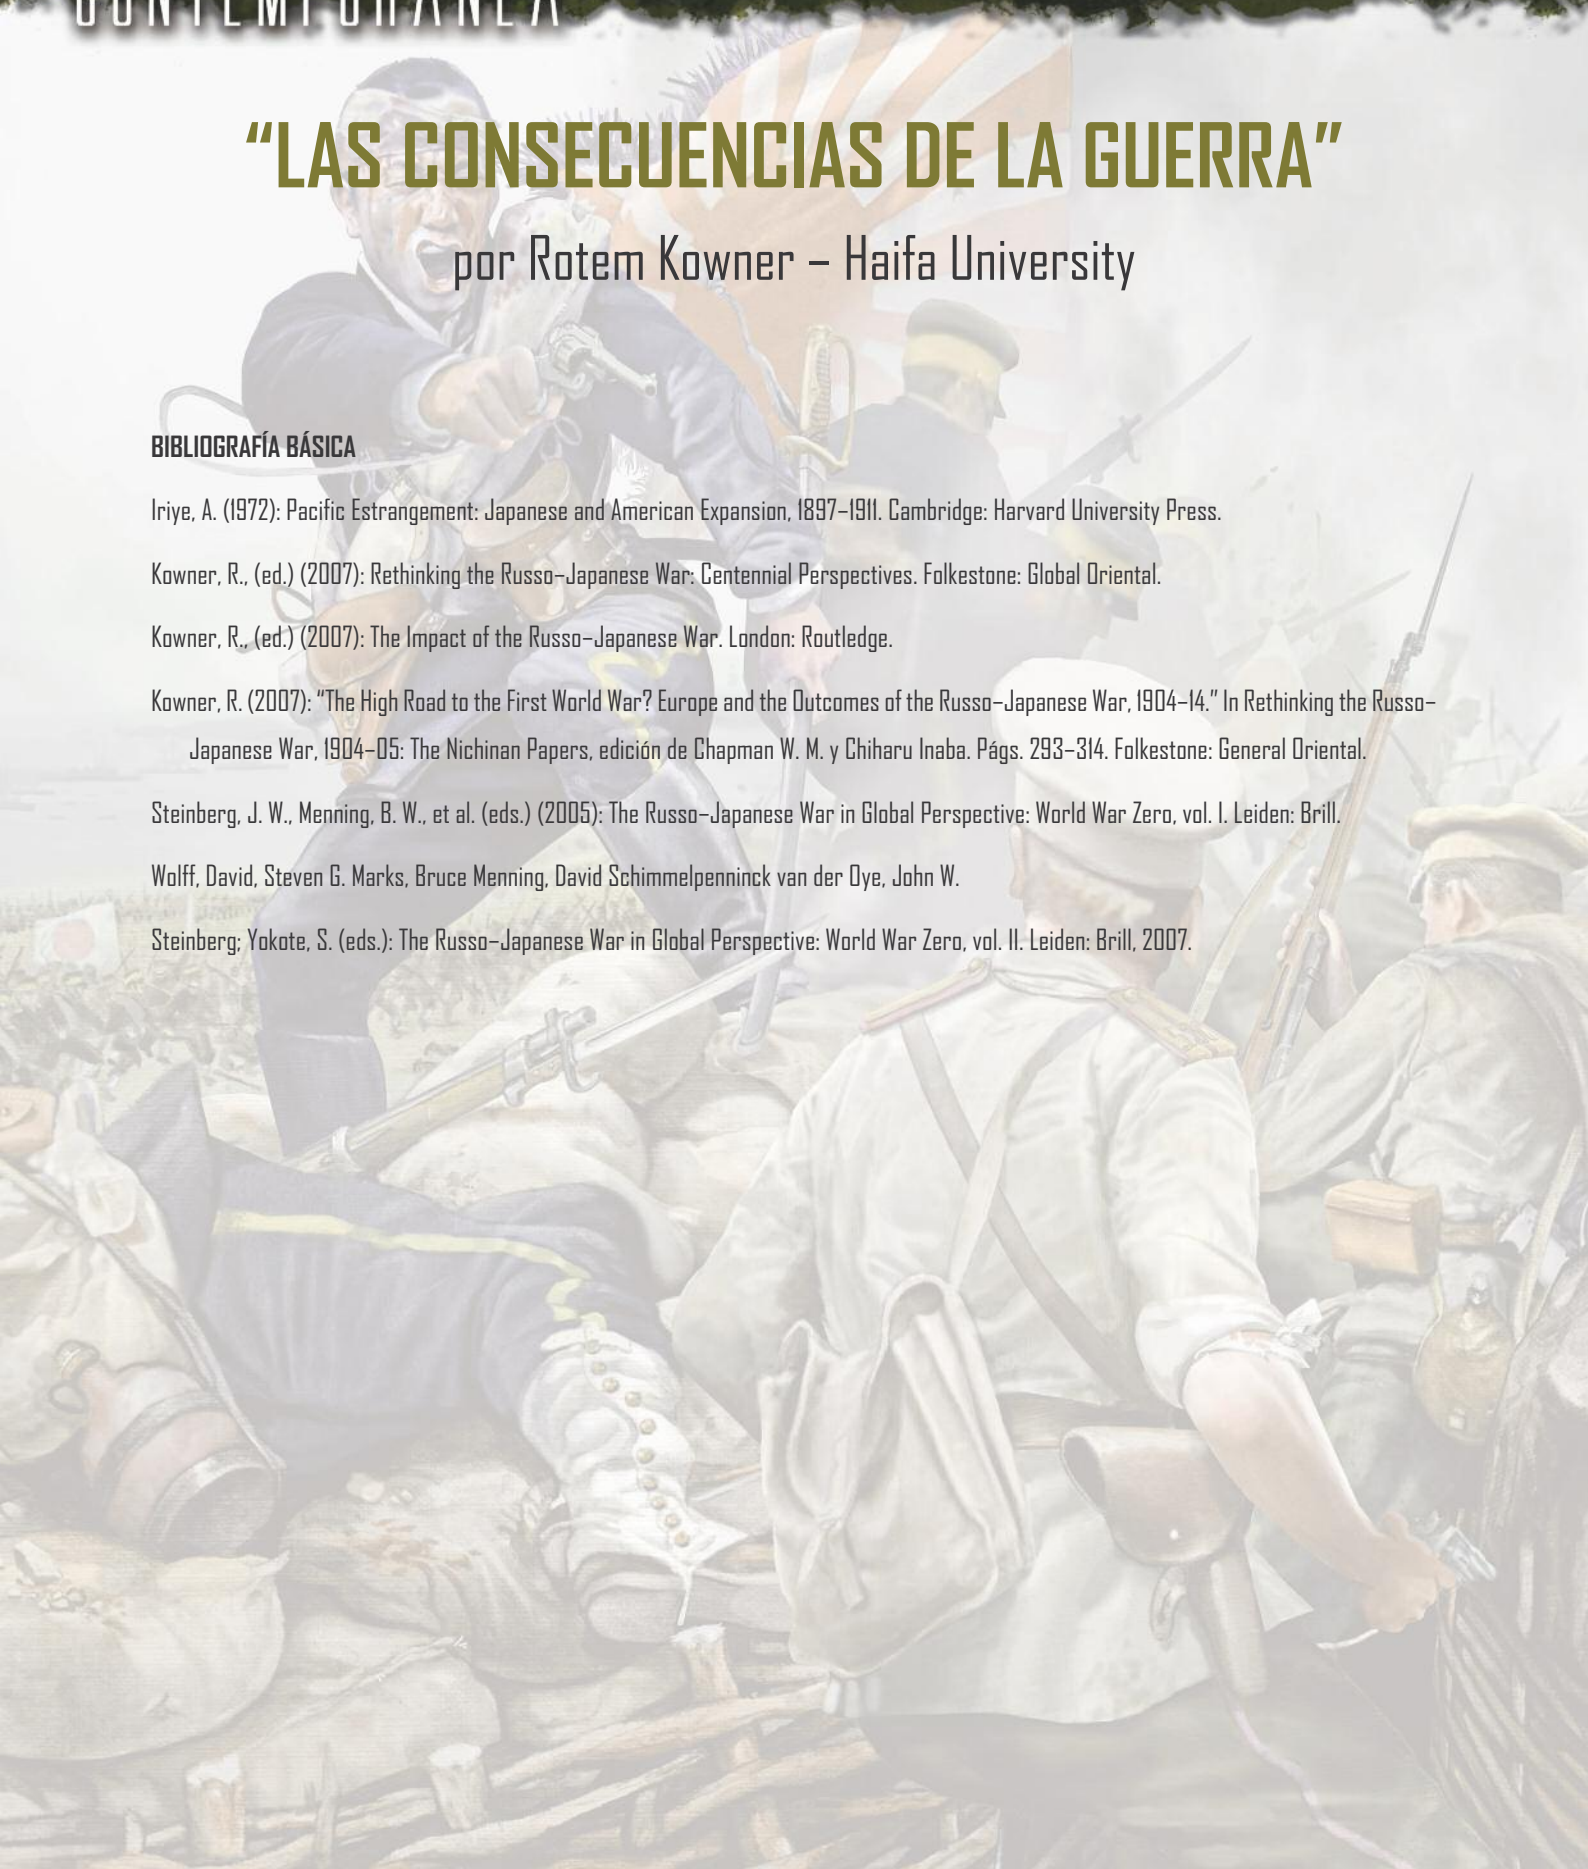 CONTEMPORÁNEA
“LAS CONSECUENCIAS DE LA GUERRA”
por Rotem Kowner – Haifa University
BIBLIOGRAFÍA BÁSICA
Iriye, A. (1972): Pacific Estrangement: Japanese and American Expansion, 1897–1911. Cambridge: Harvard University Press.
Kowner, R., (ed.) (2007): Rethinking the Russo–Japanese War: Centennial Perspectives. Folkestone: Global Oriental.
Kowner, R., (ed.) (2007): The Impact of the Russo–Japanese War. London: Routledge.
Kowner, R. (2007): “The High Road to the First World War? Europe and the Outcomes of the Russo–Japanese War, 1904–14.” In Rethinking the Russo–
Japanese War, 1904–05: The Nichinan Papers, edición de Chapman W. M. y Chiharu Inaba. Págs. 293–314. Folkestone: General Oriental.
Steinberg, J. W., Menning, B. W., et al. (eds.) (2005): The Russo–Japanese War in Global Perspective: World War Zero, vol. I. Leiden: Brill.
Wolff, David, Steven G. Marks, Bruce Menning, David Schimmelpenninck van der Oye, John W.
Steinberg; Yokote, S. (eds.): The Russo–Japanese War in Global Perspective: World War Zero, vol. II. Leiden: Brill, 2007.